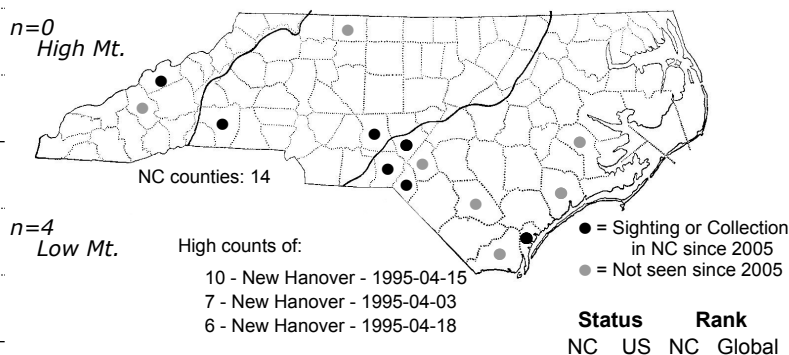 n=0
High Mt.
NC counties: 14
n=4
Low Mt.
High counts of:
10 - New Hanover - 1995-04-15
7 - New Hanover - 1995-04-03
6 - New Hanover - 1995-04-18
● = Sighting or Collection
in NC since 2005
● = Not seen since 2005
Status Rank
NC US NC Global